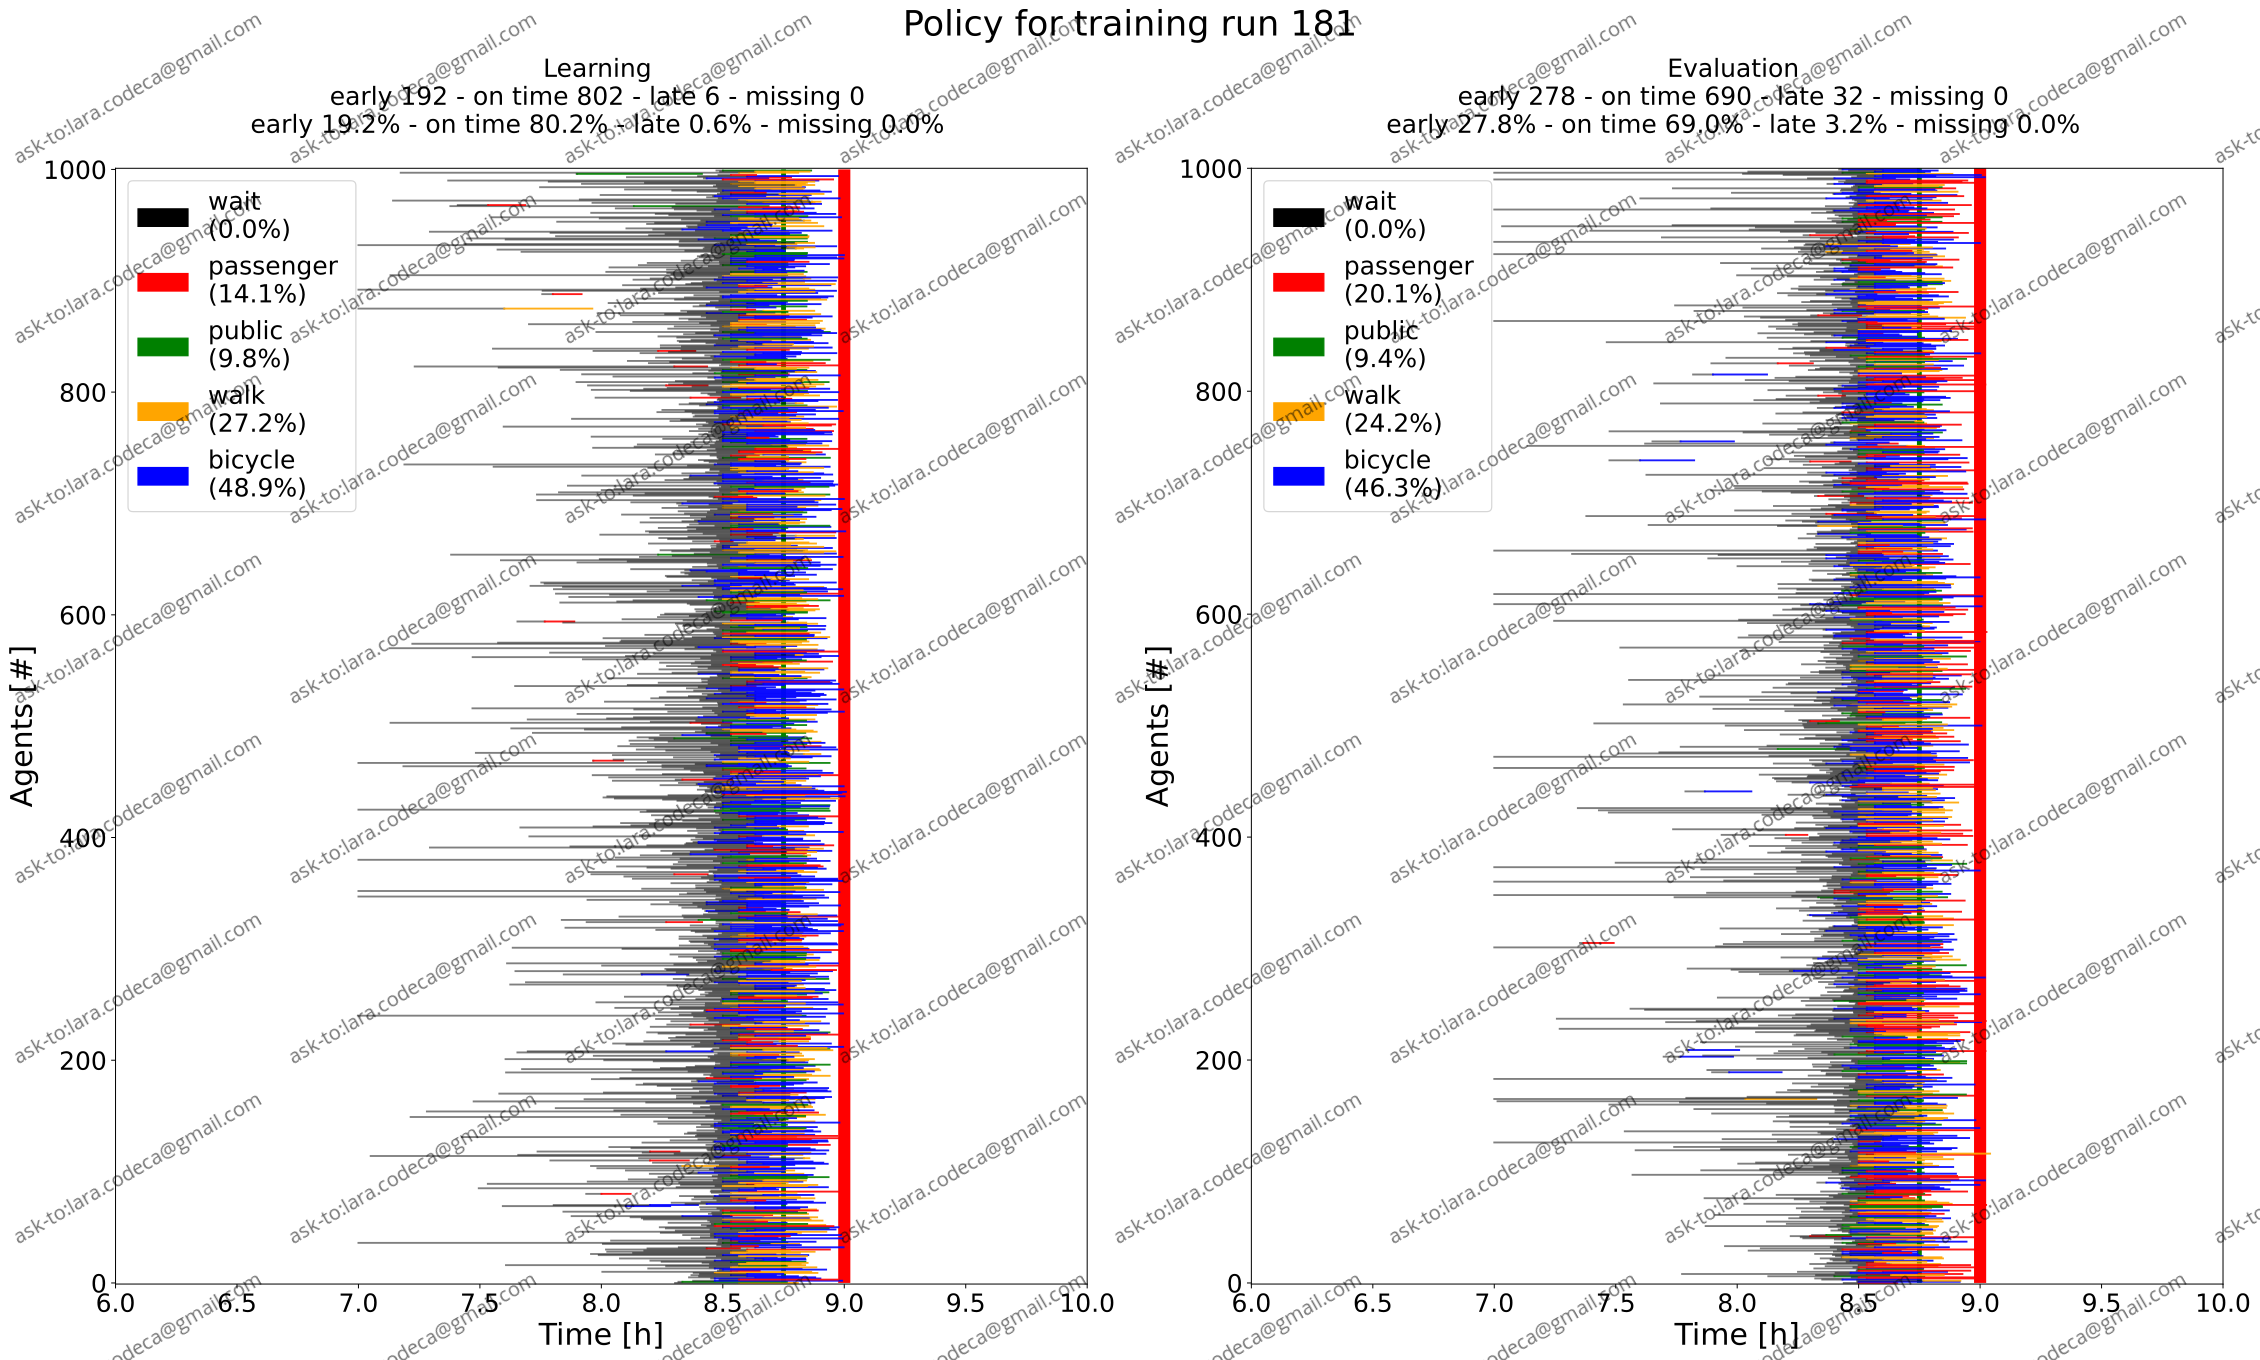 Policy for training run 181
Learning
early 192 - on time 802 - late 6 - missing 0
early 19.2% - on time 80.2% - late 0.6% - missing 0.0%
1000
800
600
400
200
0
Agents [#]
wait
(0.0%)
passenger
(14.1%)
public
(9.8%)
walk
(27.2%)
bicycle
(48.9%)
6.0 6.5 7.0 7.5 8.0 8.5 9.0 9.5 10.0
Time [h]
Evaluation
early 278 - on time 690 - late 32 - missing 0
early 27.8% - on time 69.0% - late 3.2% - missing 0.0%
1000
800
600
400
200
0
Agents [#]
wait
(0.0%)
passenger
(20.1%)
public
(9.4%)
walk
(24.2%)
bicycle
(46.3%)
6.0 6.5 7.0 7.5 8.0 8.5 9.0 9.5 10.0
Time [h]
ask-to:lara.codeca@gmail.com